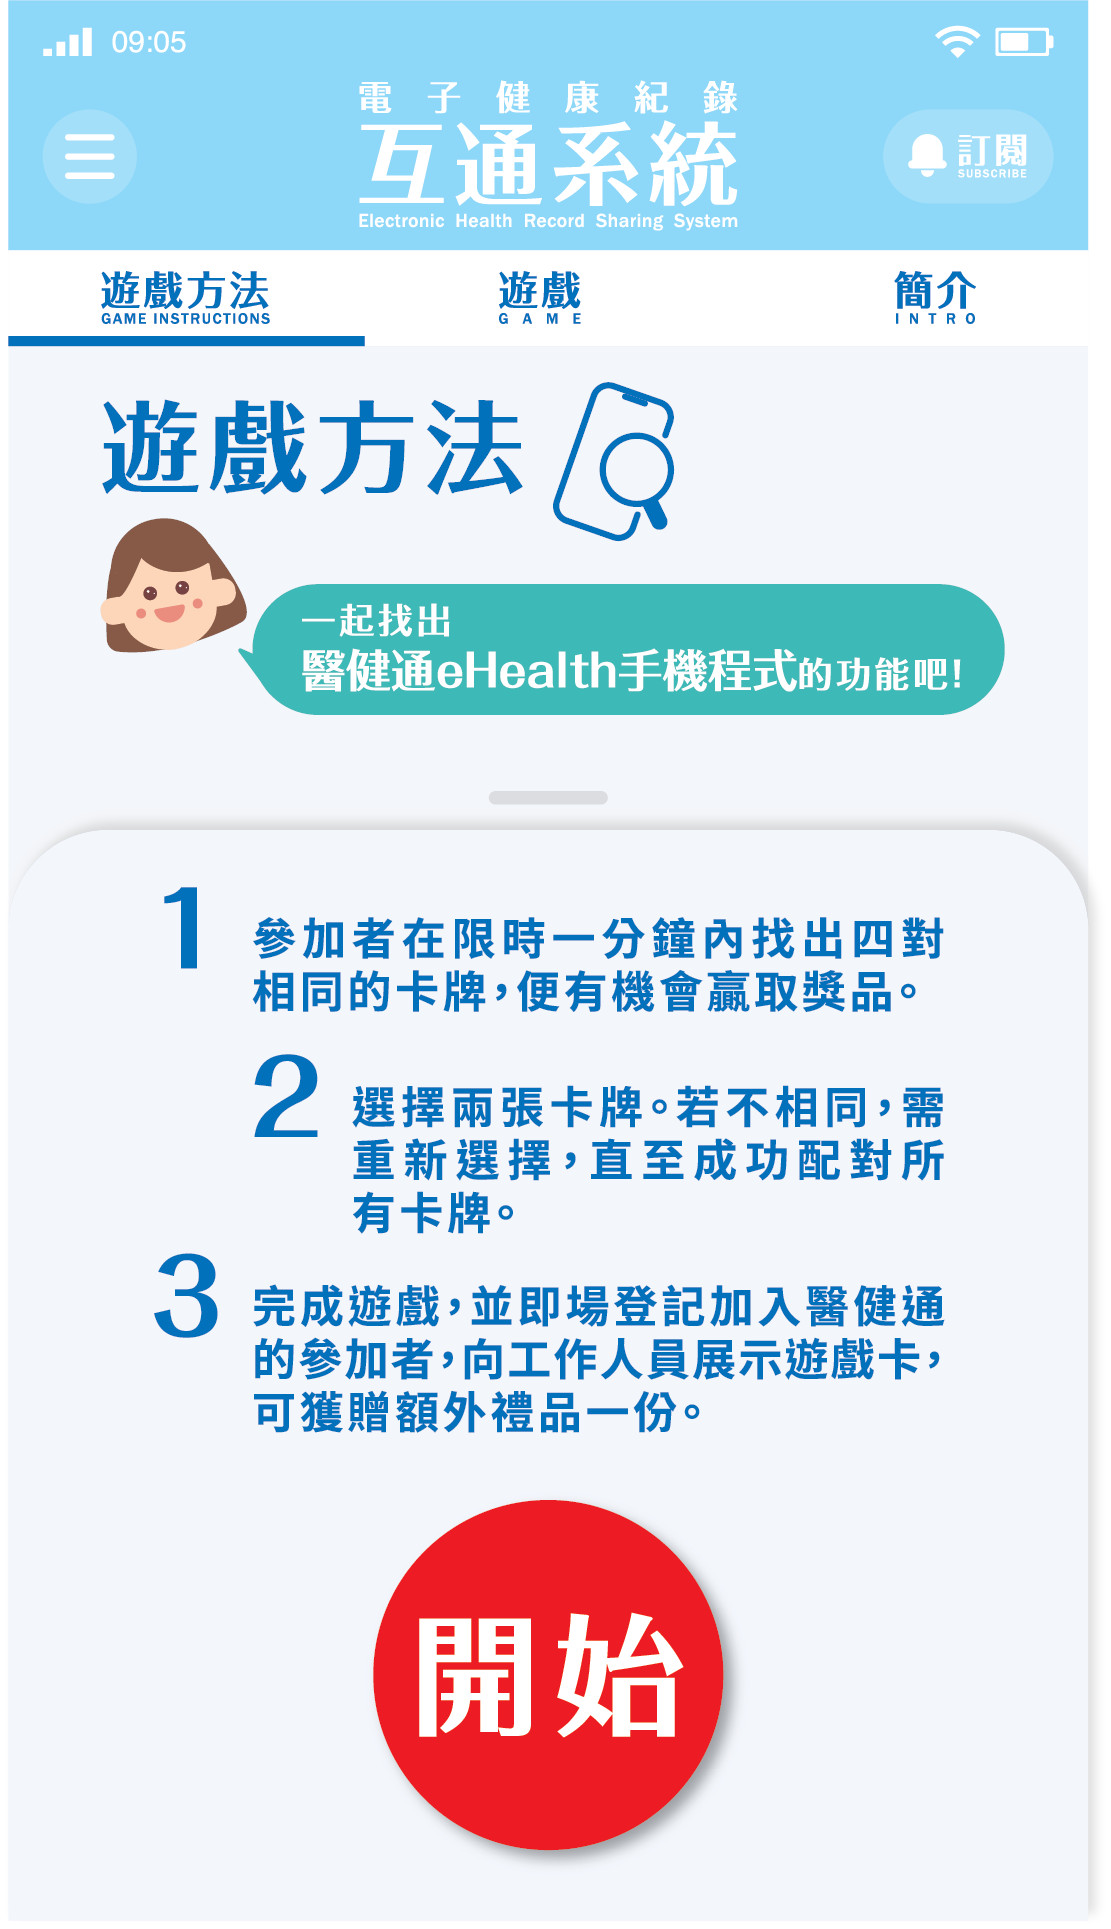 09:05
電子健康紀錄
互通系統
Electronic Health Record Sharing System
訂閱
SUBSCRIBE
遊戲方法
GAME INSTRUCTIONS
遊戲
GAME
簡介
INTRO
遊戲方法
一起找出
醫健通eHealth手機程式的功能吧!
1
參加者在限時一分鐘內找出四對
相同的卡牌,便有機會贏取獎品。
2
選擇兩張卡牌。若不相同,需
重新選擇,直至成功配對所
有卡牌。
3
完成遊戲,並即場登記加入醫健通
的參加者,向工作人員展示遊戲卡,
可獲贈額外禮品一份。
開始